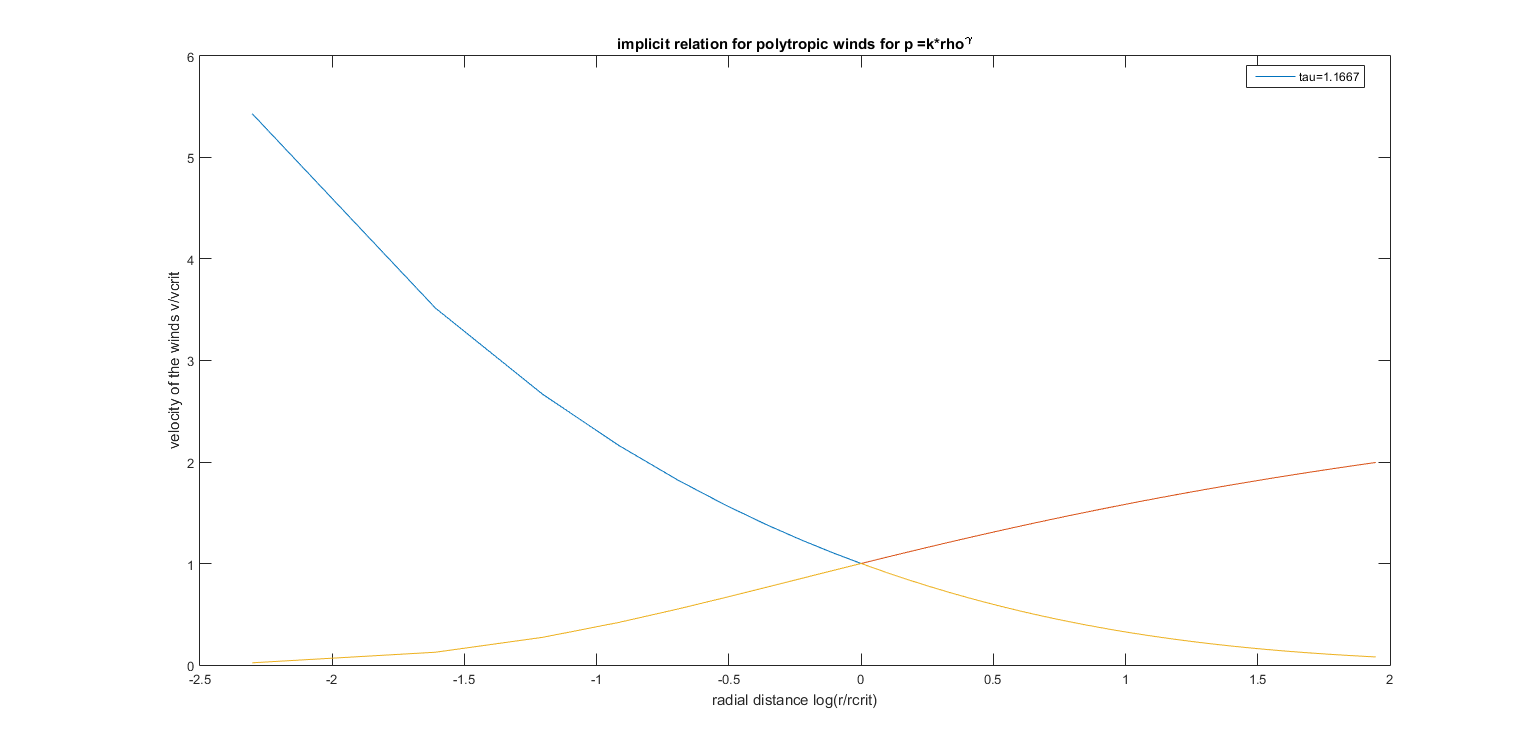 implicit relation for polytropic winds for p =k*rho^γ
tau=1.1667
velocity of the winds v/vcrit
6
5
4
3
2
1
0
-2.5 -2 -1.5 -1 -0.5 0 0.5 1 1.5 2
radial distance log(r/rcrit)